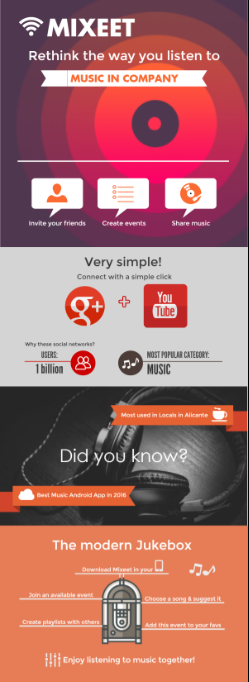 MIXEET
Rethink the way you listen to
MUSIC IN COMPANY
Invite your friends
Create events
Share music
Very simple!
Connect with a simple click
g+
You
Tube
Why these social networks?
USERS:
1 billion
MOST POPULAR CATEGORY:
MUSIC
Most used in Locals in Alicante
Did you know?
Best Music Android App in 2016
The modern Jukebox
Download Mixeet in your
Join an available event
Choose a song & suggest it
Create playlists with others
Add this event to your favs
Enjoy listening to music together!